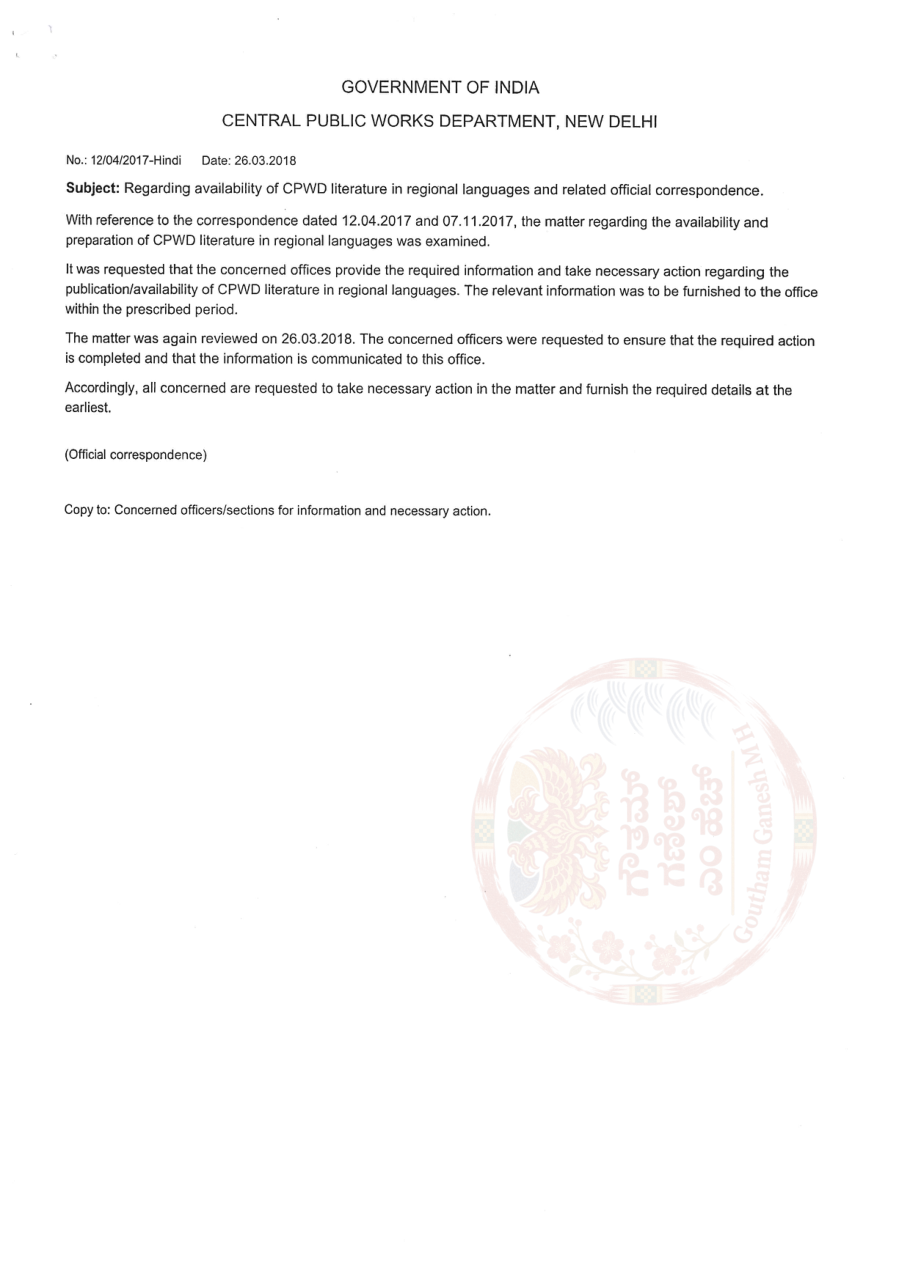 GOVERNMENT OF INDIA
CENTRAL PUBLIC WORKS DEPARTMENT, NEW DELHI
No.: 12/04/2017-Hindi Date: 26.03.2018
Subject: Regarding availability of CPWD literature in regional languages and related official correspondence.
With reference to the correspondence dated 12.04.2017 and 07.11.2017, the matter regarding the availability and
preparation of CPWD literature in regional languages was examined.
It was requested that the concerned offices provide the required information and take necessary action regarding the
publication/availability of CPWD literature in regional languages. The relevant information was to be furnished to the office
within the prescribed period.
The matter was again reviewed on 26.03.2018. The concerned officers were requested to ensure that the required action
is completed and that the information is communicated to this office.
Accordingly, all concerned are requested to take necessary action in the matter and furnish the required details at the
earliest.
(Official correspondence)
Copy to: Concerned officers/sections for information and necessary action.
ಗೌತಮ್
ಗಣೇಶ್
ಎಂ ಹೆಚ್
Goutham Ganesh M H